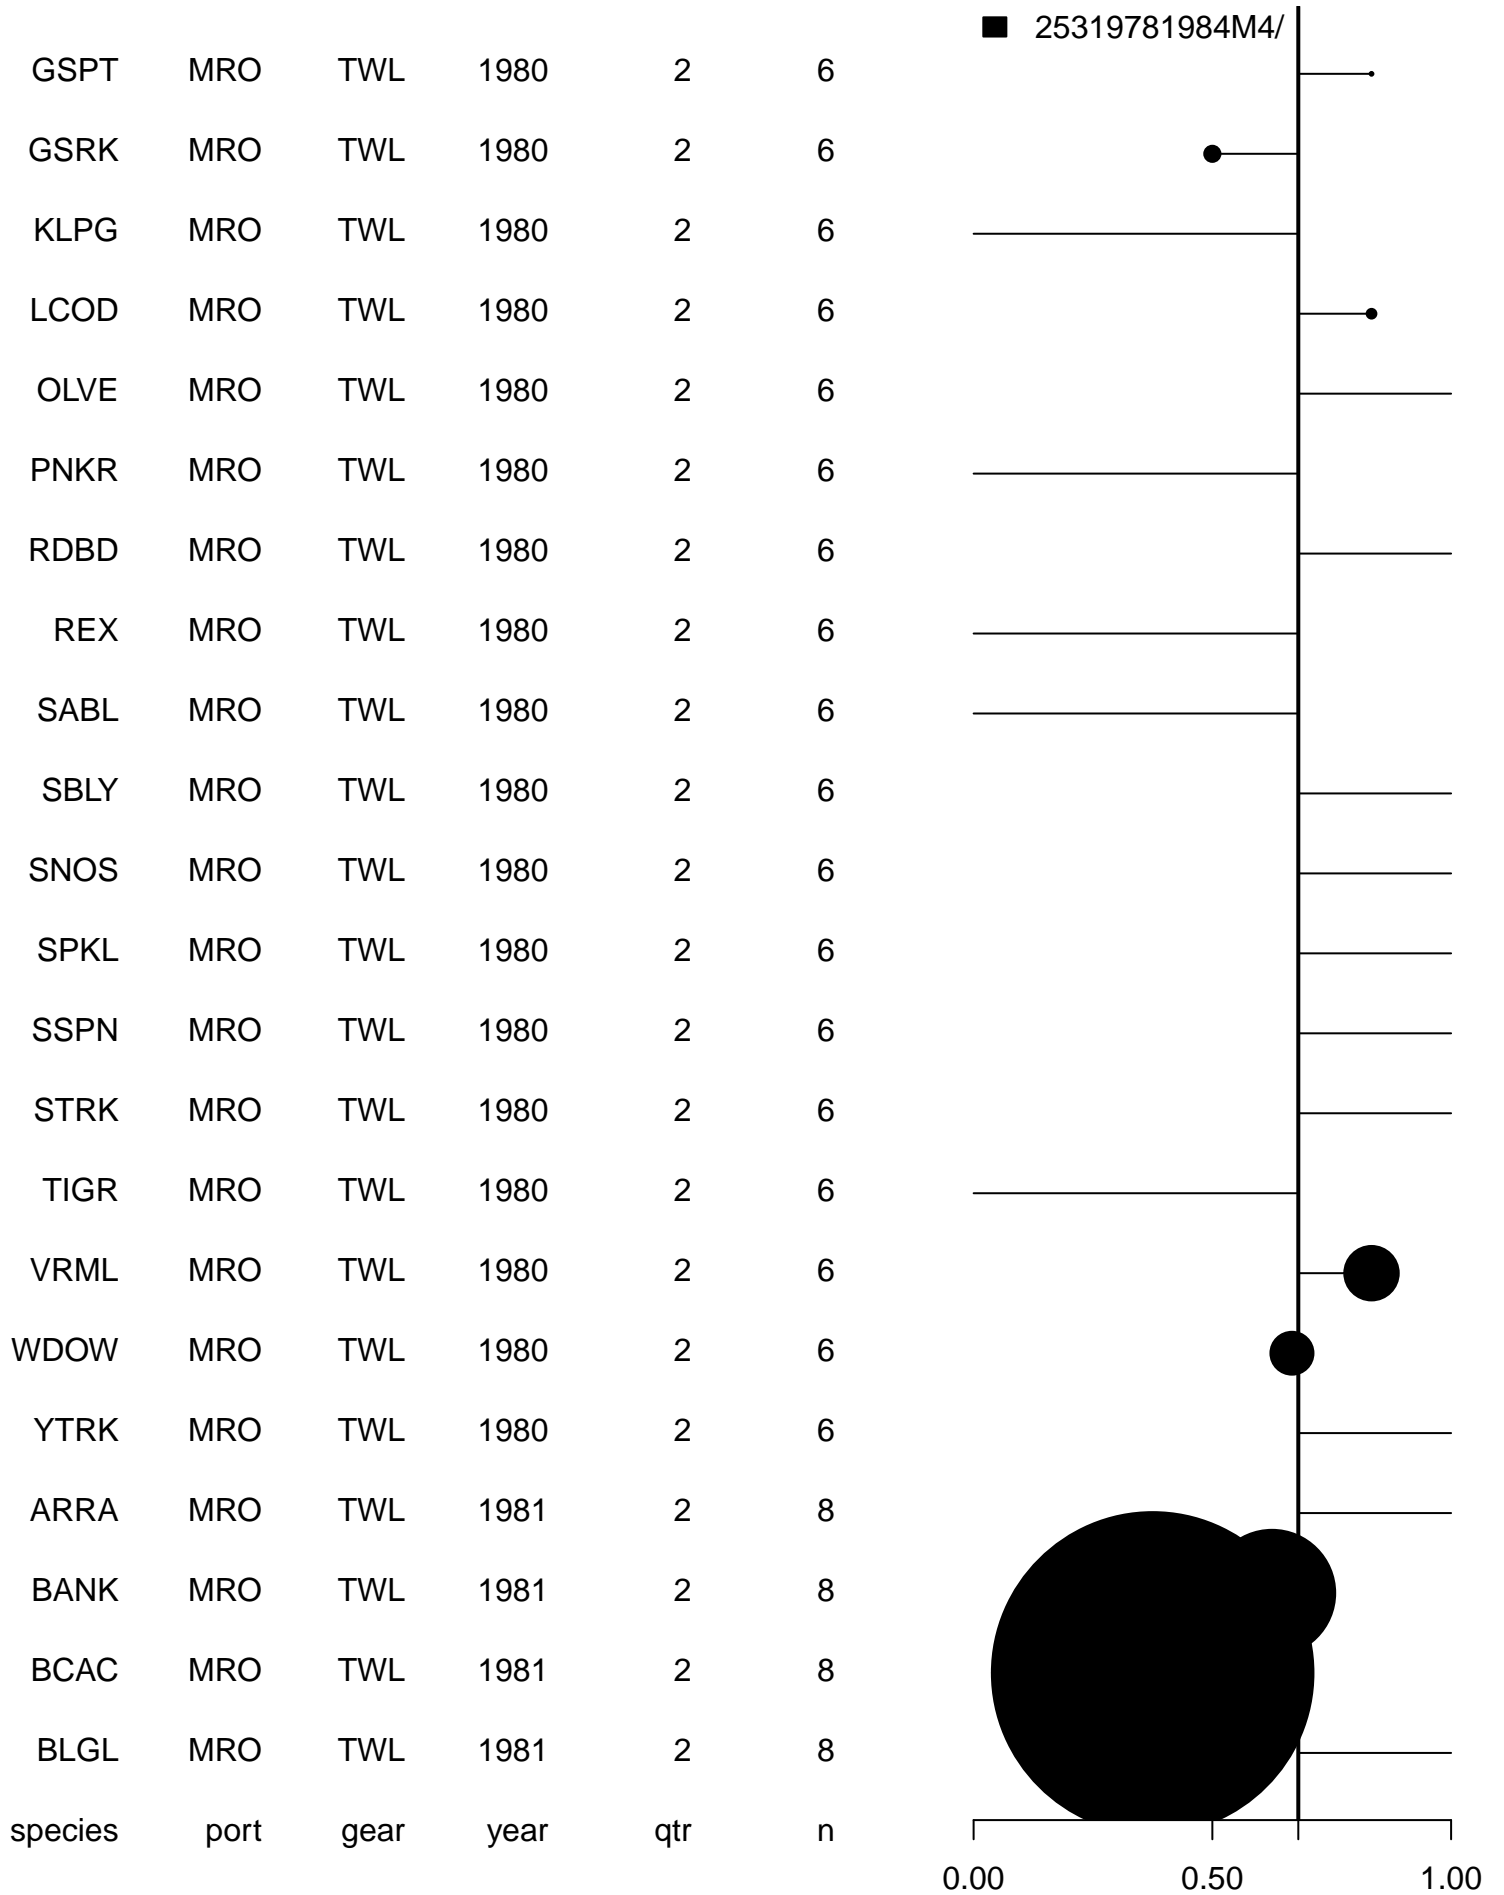 25319781984M4/
GSPT MRO TWL 1980 2 6
GSRK MRO TWL 1980 2 6
KLPG MRO TWL 1980 2 6
LCOD MRO TWL 1980 2 6
OLVE MRO TWL 1980 2 6
PNKR MRO TWL 1980 2 6
RDBD MRO TWL 1980 2 6
REX MRO TWL 1980 2 6
SABL MRO TWL 1980 2 6
SBLY MRO TWL 1980 2 6
SNOS MRO TWL 1980 2 6
SPKL MRO TWL 1980 2 6
SSPN MRO TWL 1980 2 6
STRK MRO TWL 1980 2 6
TIGR MRO TWL 1980 2 6
VRML MRO TWL 1980 2 6
WDOW MRO TWL 1980 2 6
YTRK MRO TWL 1980 2 6
ARRA MRO TWL 1981 2 8
BANK MRO TWL 1981 2 8
BCAC MRO TWL 1981 2 8
BLGL MRO TWL 1981 2 8
species port gear year qtr n
0.00 0.50 1.00